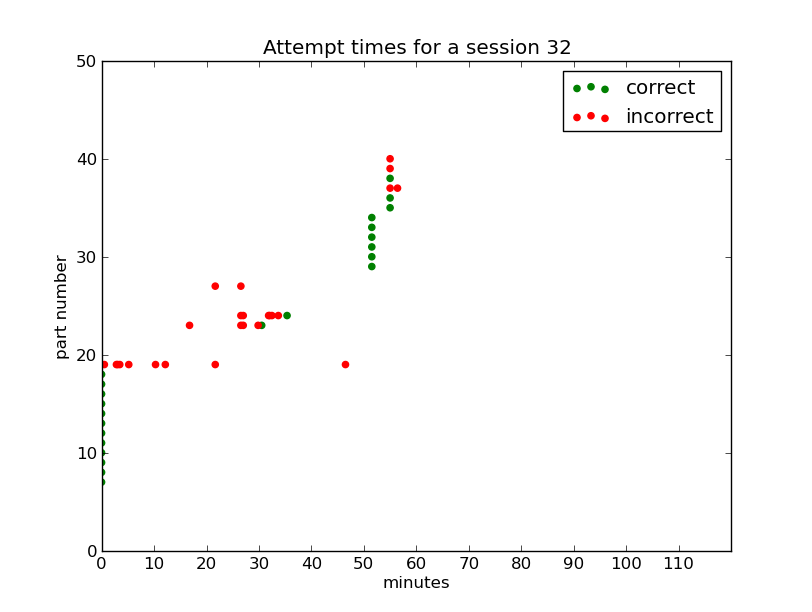 Attempt times for a session 32
correct
incorrect
50
40
30
20
10
0
part number
0 10 20 30 40 50 60 70 80 90 100 110
minutes